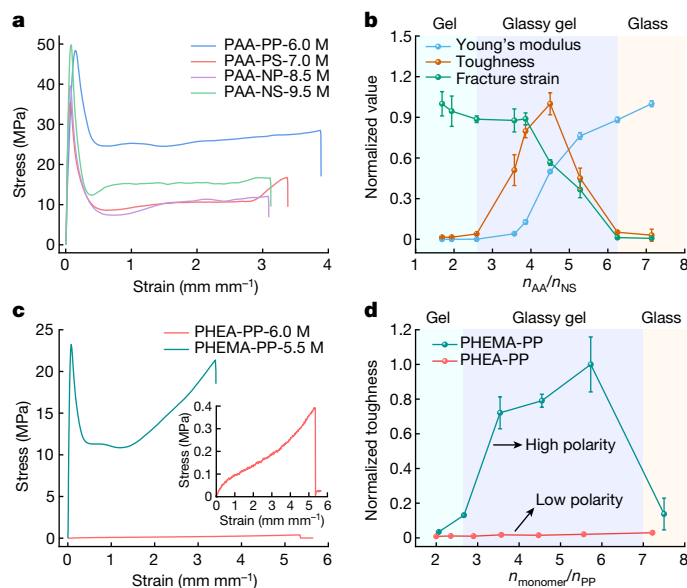 a
PAA-PP-6.0 M
PAA-PS-7.0 M
PAA-NP-8.5 M
PAA-NS-9.5 M
50
40
30
20
10
0
Stress (MPa)
0 1 2 3 4
Strain (mm mm⁻¹)
b
Gel Glassy gel Glass
Young's modulus
Toughness
Fracture strain
1.5
1.2
0.9
0.6
0.3
0
Normalized value
2 3 4 5 6 7
n_AA/n_NS
c
PHEA-PP-6.0 M
PHEMA-PP-5.5 M
25
20
15
10
5
0
Stress (MPa)
0 1 2 3 4 5 6
Strain (mm mm⁻¹)
0.4
0.3
0.2
0.1
0
Stress (MPa)
0 1 2 3 4 5 6
Strain (mm mm⁻¹)
d
Gel Glassy gel Glass
PHEMA-PP
PHEA-PP
High polarity
Low polarity
1.2
1.0
0.8
0.6
0.4
0.2
0
Normalized toughness
2 3 4 5 6 7
n_monomer/n_PP